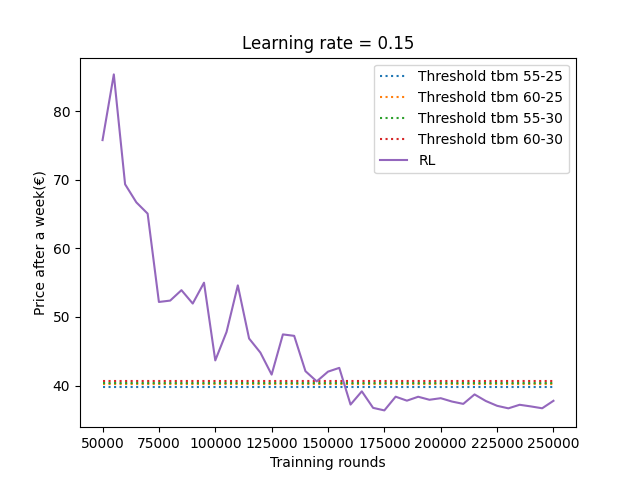 Learning rate = 0.15
Threshold tbm 55-25
Threshold tbm 60-25
Threshold tbm 55-30
Threshold tbm 60-30
RL
Price after a week(€)
80
70
60
50
40
50000 75000 100000 125000 150000 175000 200000 225000 250000
Trainning rounds